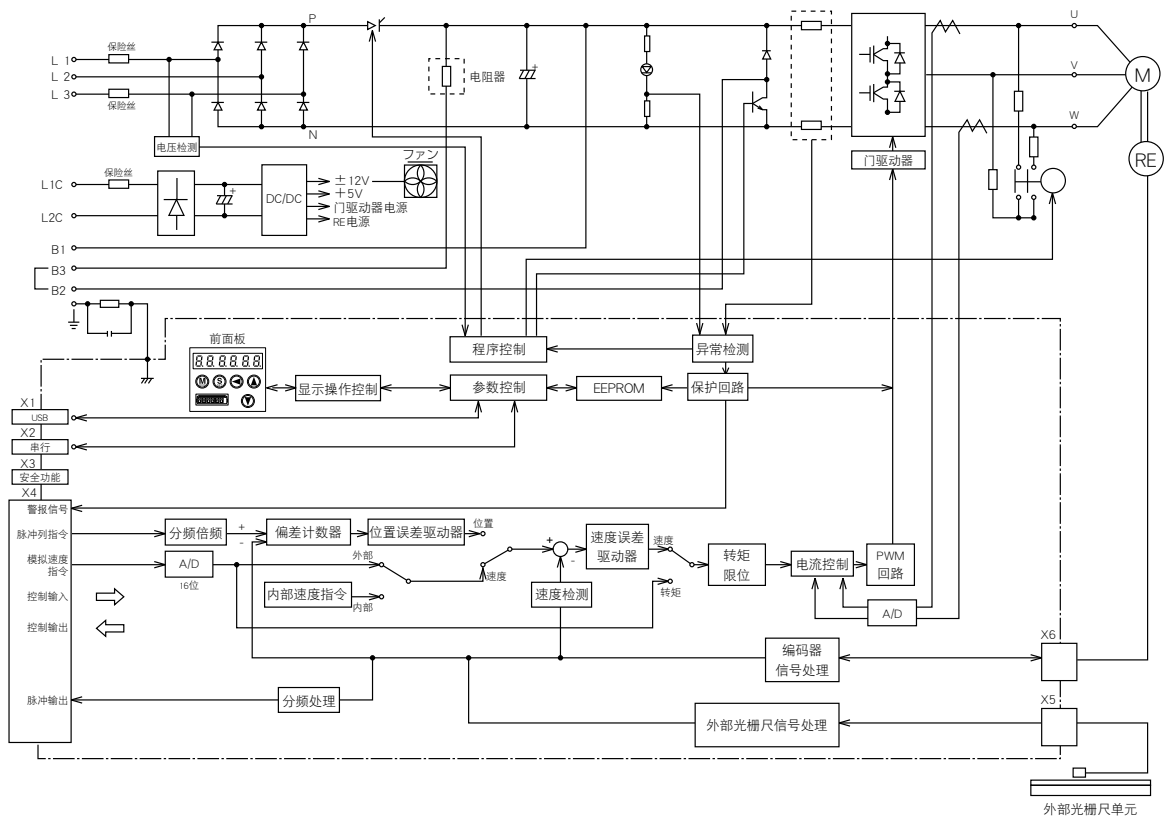 P
U
保险丝
L 1
L 2
L 3
保险丝
电阻器
V
M
W
N
电压检测
ファン
门驱动器
RE
保险丝
L1C
L2C
DC/DC
±12V
+5V
门驱动器电源
RE电源
B1
B3
B2
前面板
程序控制
异常检测
8.8.8.8.8.8.
M
S
显示操作控制
参数控制
EEPROM
保护回路
X1
USB
X2
串行
X3
安全功能
X4
警报信号
脉冲列指令
分频倍频
+
-
偏差计数器
位置误差驱动器
位置
模拟速度
指令
A/D
16位
外部
内部速度指令
内部
速度
+
-
速度误差
驱动器
速度
速度检测
转矩
转矩
限位
电流控制
PWM
回路
A/D
控制输入
控制输出
编码器
信号处理
X6
脉冲输出
分频处理
外部光栅尺信号处理
X5
外部光栅尺单元